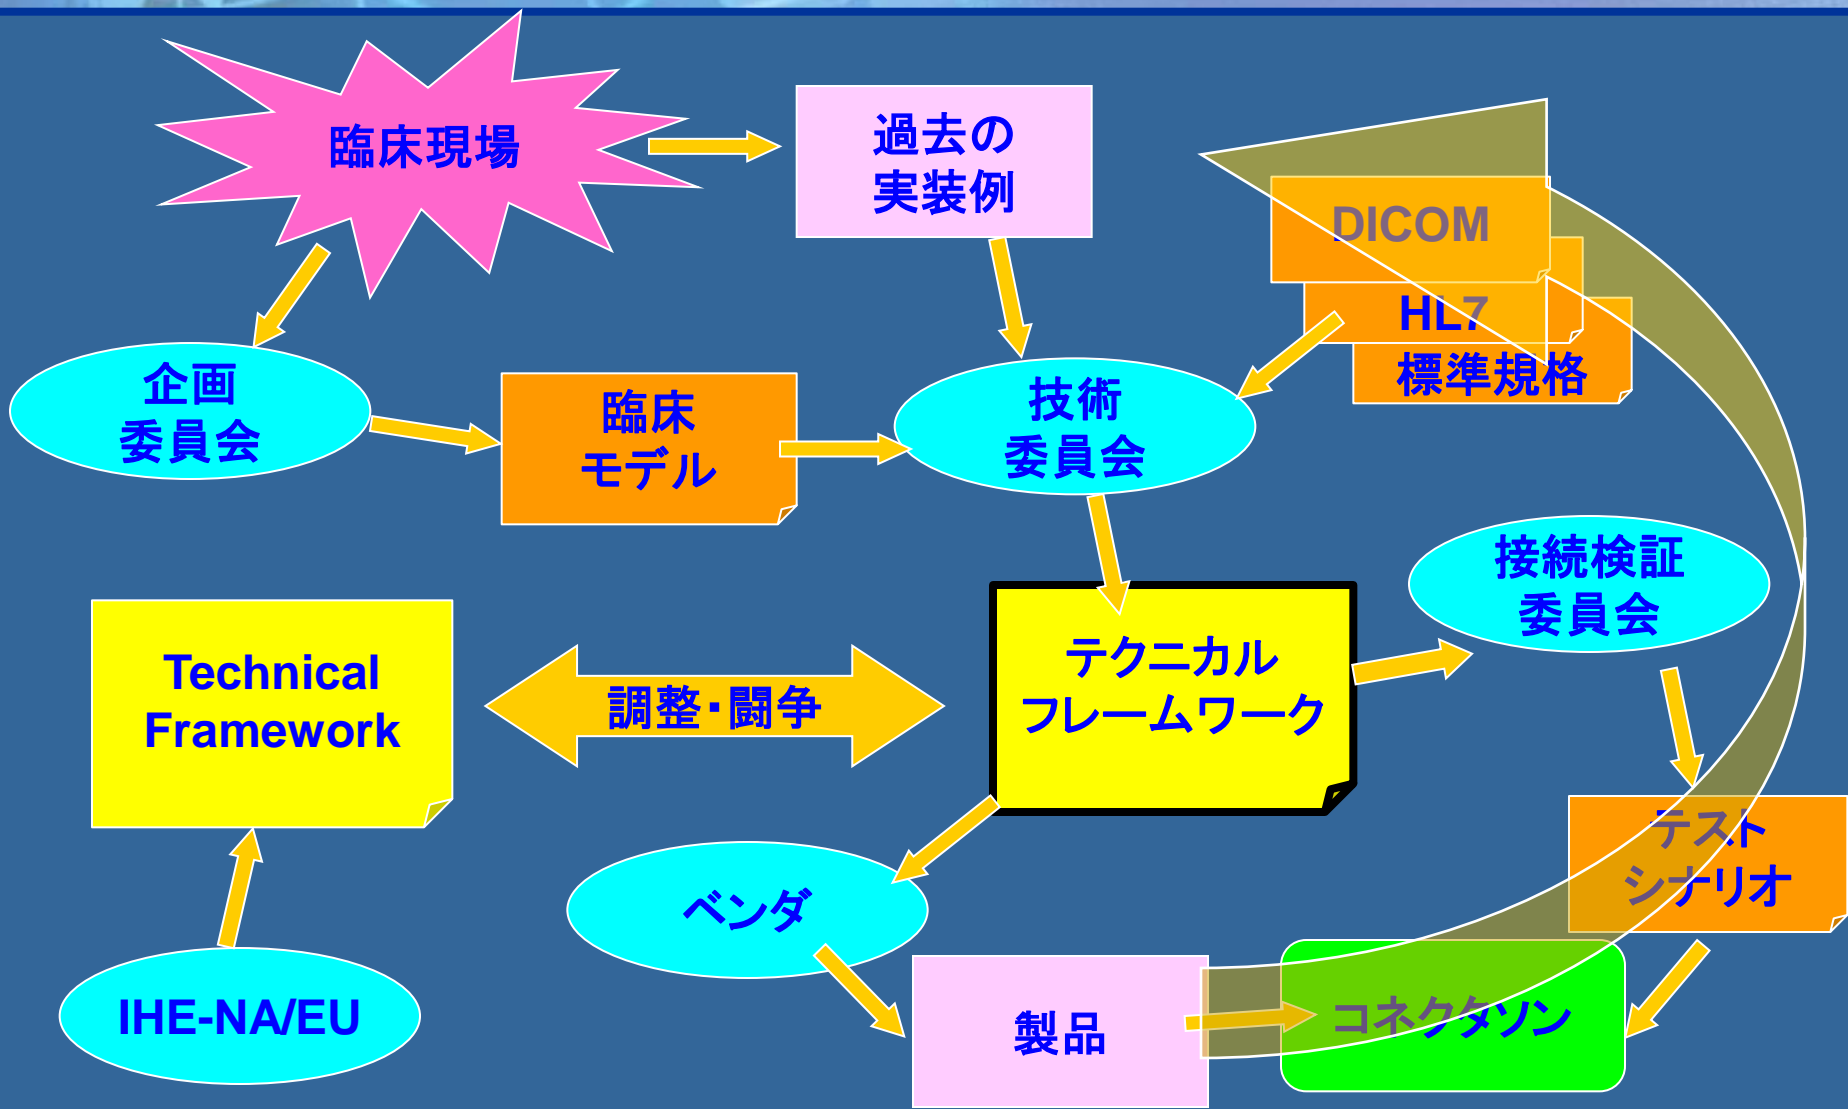 臨床現場
過去の
実装例
DICOM
HL7
標準規格
企画
委員会
臨床
モデル
技術
委員会
接続検証
委員会
Technical
Framework
調整・闘争
テクニカル
フレームワーク
テスト
シナリオ
ベンダ
IHE-NA/EU
製品
コネクタソン